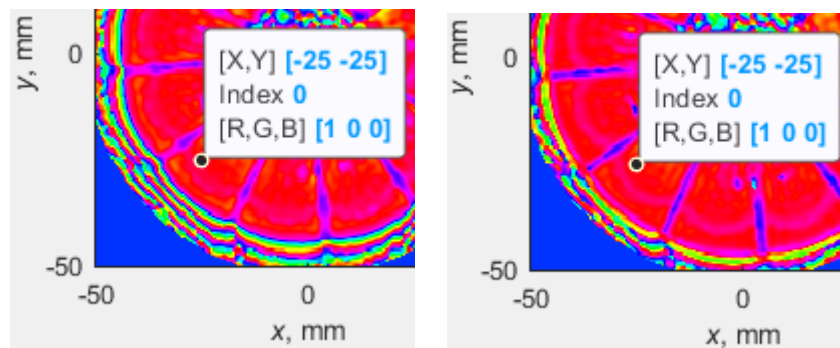 y, mm
0
-50
-50
0
x, mm
[X,Y] [-25 -25]
Index 0
[R,G,B] [1 0 0]
y, mm
0
-50
-50
0
x, mm
[X,Y] [-25 -25]
Index 0
[R,G,B] [1 0 0]